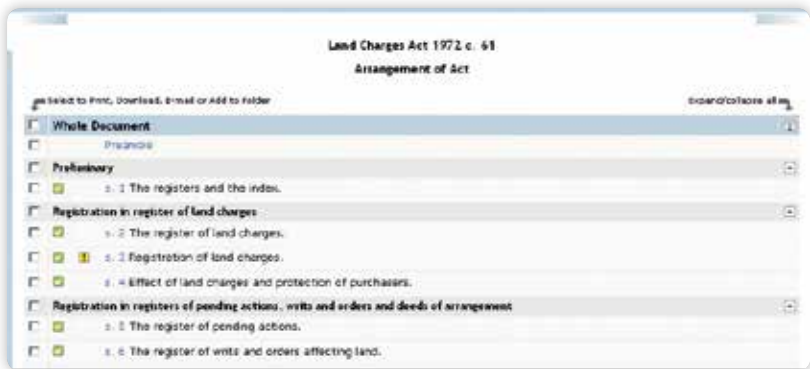 Land Charges Act 1972 c. 61
Arrangement of Act
Select to Print, Download, E-mail or Add to Folder
Expand/collapse all
Whole Document
Preamble
Preliminary
s. 1 The registers and the index.
Registration in register of land charges
s. 2 The register of land charges.
s. 3 Registration of land charges.
s. 4 Effect of land charges and protection of purchasers.
Registration in registers of pending actions, writs and orders and deeds of arrangement
s. 5 The register of pending actions.
s. 6 The register of writs and orders affecting land.